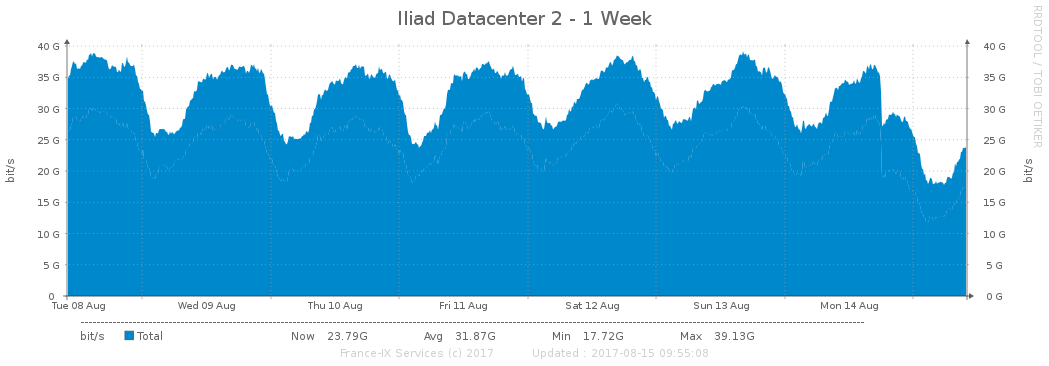 Iliad Datacenter 2 - 1 Week
RRDTOOL / TOBI OETIKER
40 G 40 G
35 G 35 G
30 G 30 G
25 G 25 G
20 G 20 G
15 G 15 G
10 G 10 G
5 G 5 G
0 0 G
bit/s bit/s
Tue 08 Aug Wed 09 Aug Thu 10 Aug Fri 11 Aug Sat 12 Aug Sun 13 Aug Mon 14 Aug
bit/s Total Now 23.79G Avg 31.87G Min 17.72G Max 39.13G
France-IX Services (c) 2017 Updated : 2017-08-15 09:55:08